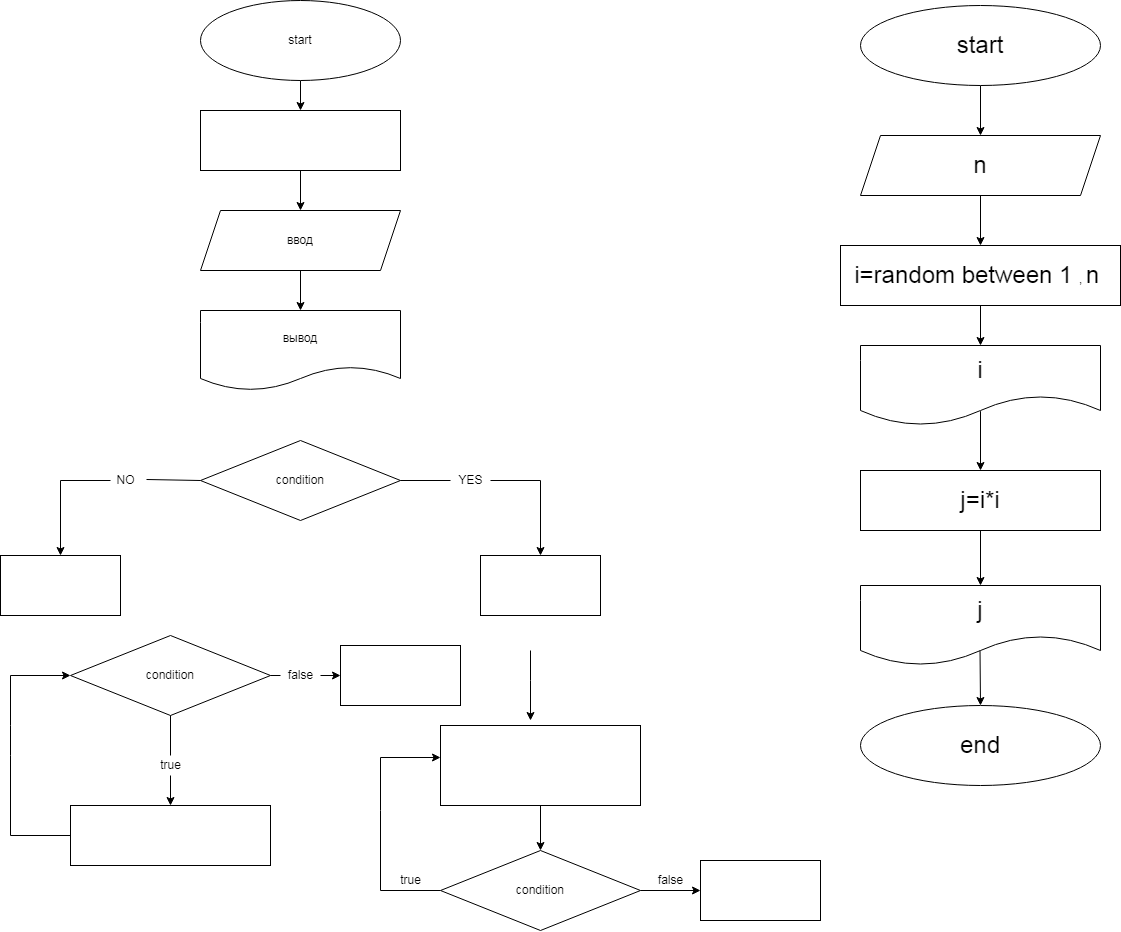 start
ввод
вывод
NO
condition
YES
condition
false
true
true
condition
false
start
n
i=random between 1 ,n
i
j=i*i
j
end